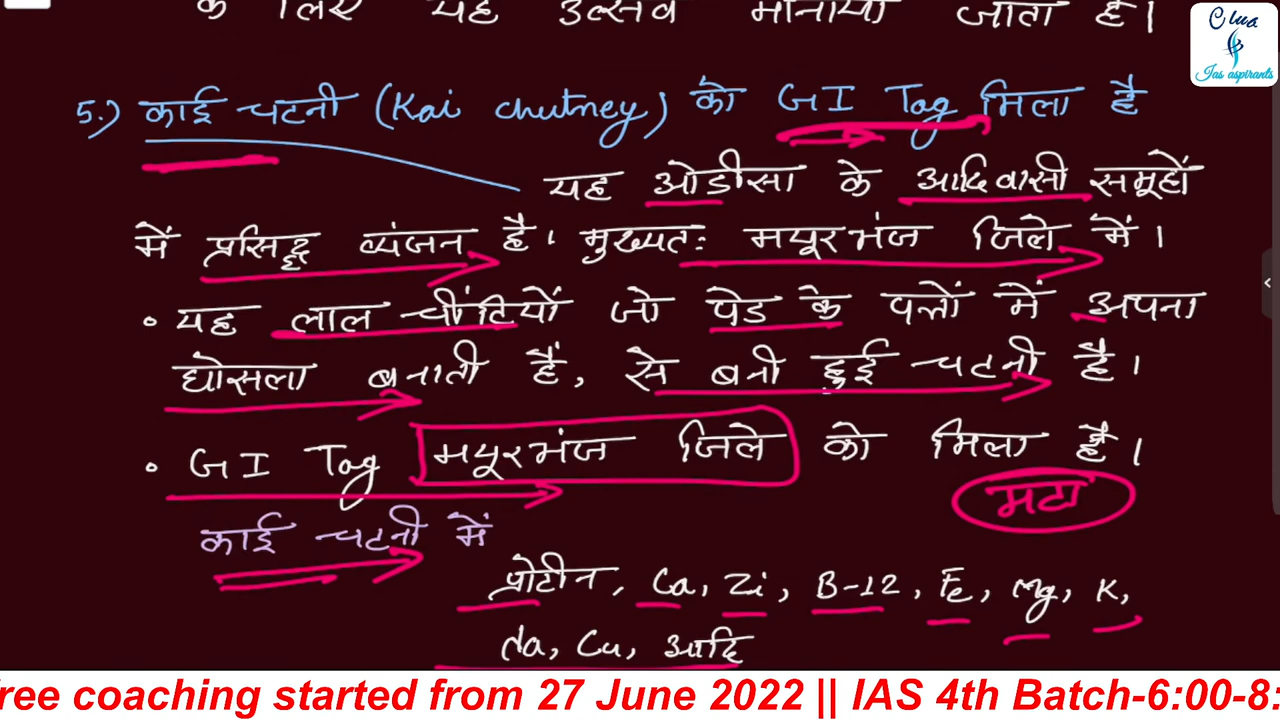 के लिए यह उत्सव मानाया जाता है।
Clue
Ias aspirants
5.) काई चटनी (Kai chutney) को GI Tag मिला है
यह ओडीसा के आदिवासी समूहों
में प्रसिद्ध व्यंजन है। मुख्यतः मयूरभंज जिले में।
• यह लाल चींटियों जो पेड के पत्तों में अपना
घोसला बनाती हैं, से बनी हुई चटनी है।
• GI Tag मयूरभंज जिले को मिला है।
मटा
काई चटनी में
प्रोटीन, Ca, Zi, B-12, Fe, Mg, K,
Na, Cu, आदि
free coaching started from 27 June 2022 || IAS 4th Batch-6:00-8: